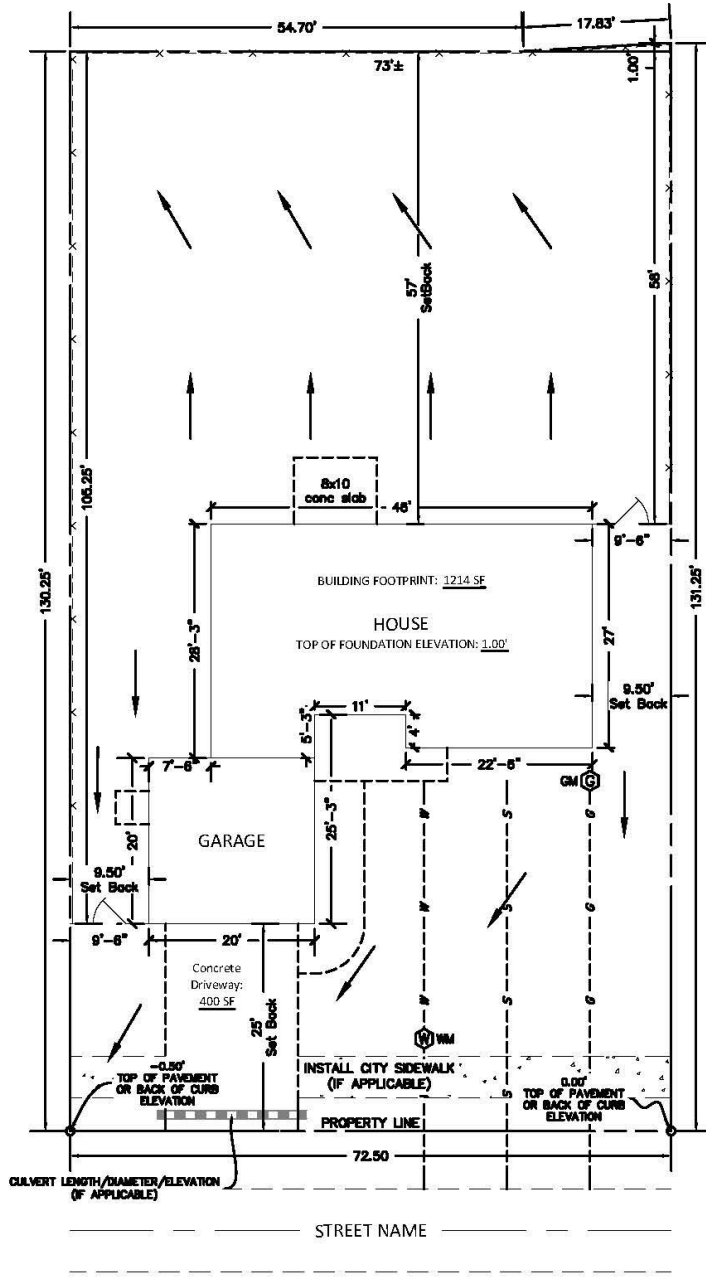 54.70'
17.83'
73'±
1.00'
57'
SetBack
58'
105.25'
130.25'
131.25'
8x10
conc slab
46'
9'-6"
BUILDING FOOTPRINT: 1214 SF
HOUSE
TOP OF FOUNDATION ELEVATION: 1.00'
28'-3"
27'
9.50'
Set Back
11'
5'-3"
4'
22'-6"
7'-6"
GM G
GARAGE
25'-3"
20'
9.50'
Set Back
9'-6"
20'
W S G
W S G
W S G
Concrete
Driveway:
400 SF
25'
Set Back
W WM
-0.50'
TOP OF PAVEMENT
OR BACK OF CURB
ELEVATION
INSTALL CITY SIDEWALK
(IF APPLICABLE)
S
0.00'
TOP OF PAVEMENT
OR BACK OF CURB
ELEVATION
PROPERTY LINE
72.50
CULVERT LENGTH/DIAMETER/ELEVATION
(IF APPLICABLE)
STREET NAME